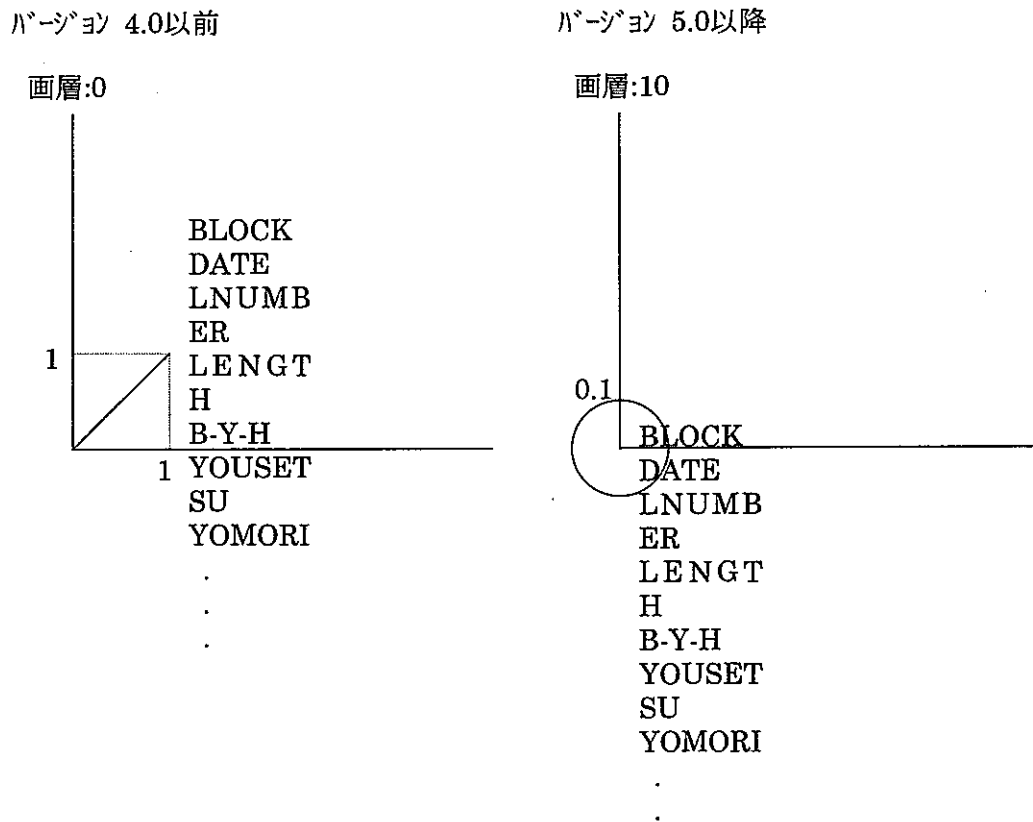 ﾊﾞｰｼﾞｮﾝ 4.0以前
画層:0
BLOCK
DATE
LNUMB
ER
1
LENGT
H
B-Y-H
1
YOUSET
SU
YOMORI
.
.
.
ﾊﾞｰｼﾞｮﾝ 5.0以降
画層:10
0.1
BLOCK
DATE
LNUMB
ER
LENGT
H
B-Y-H
YOUSET
SU
YOMORI
.
.